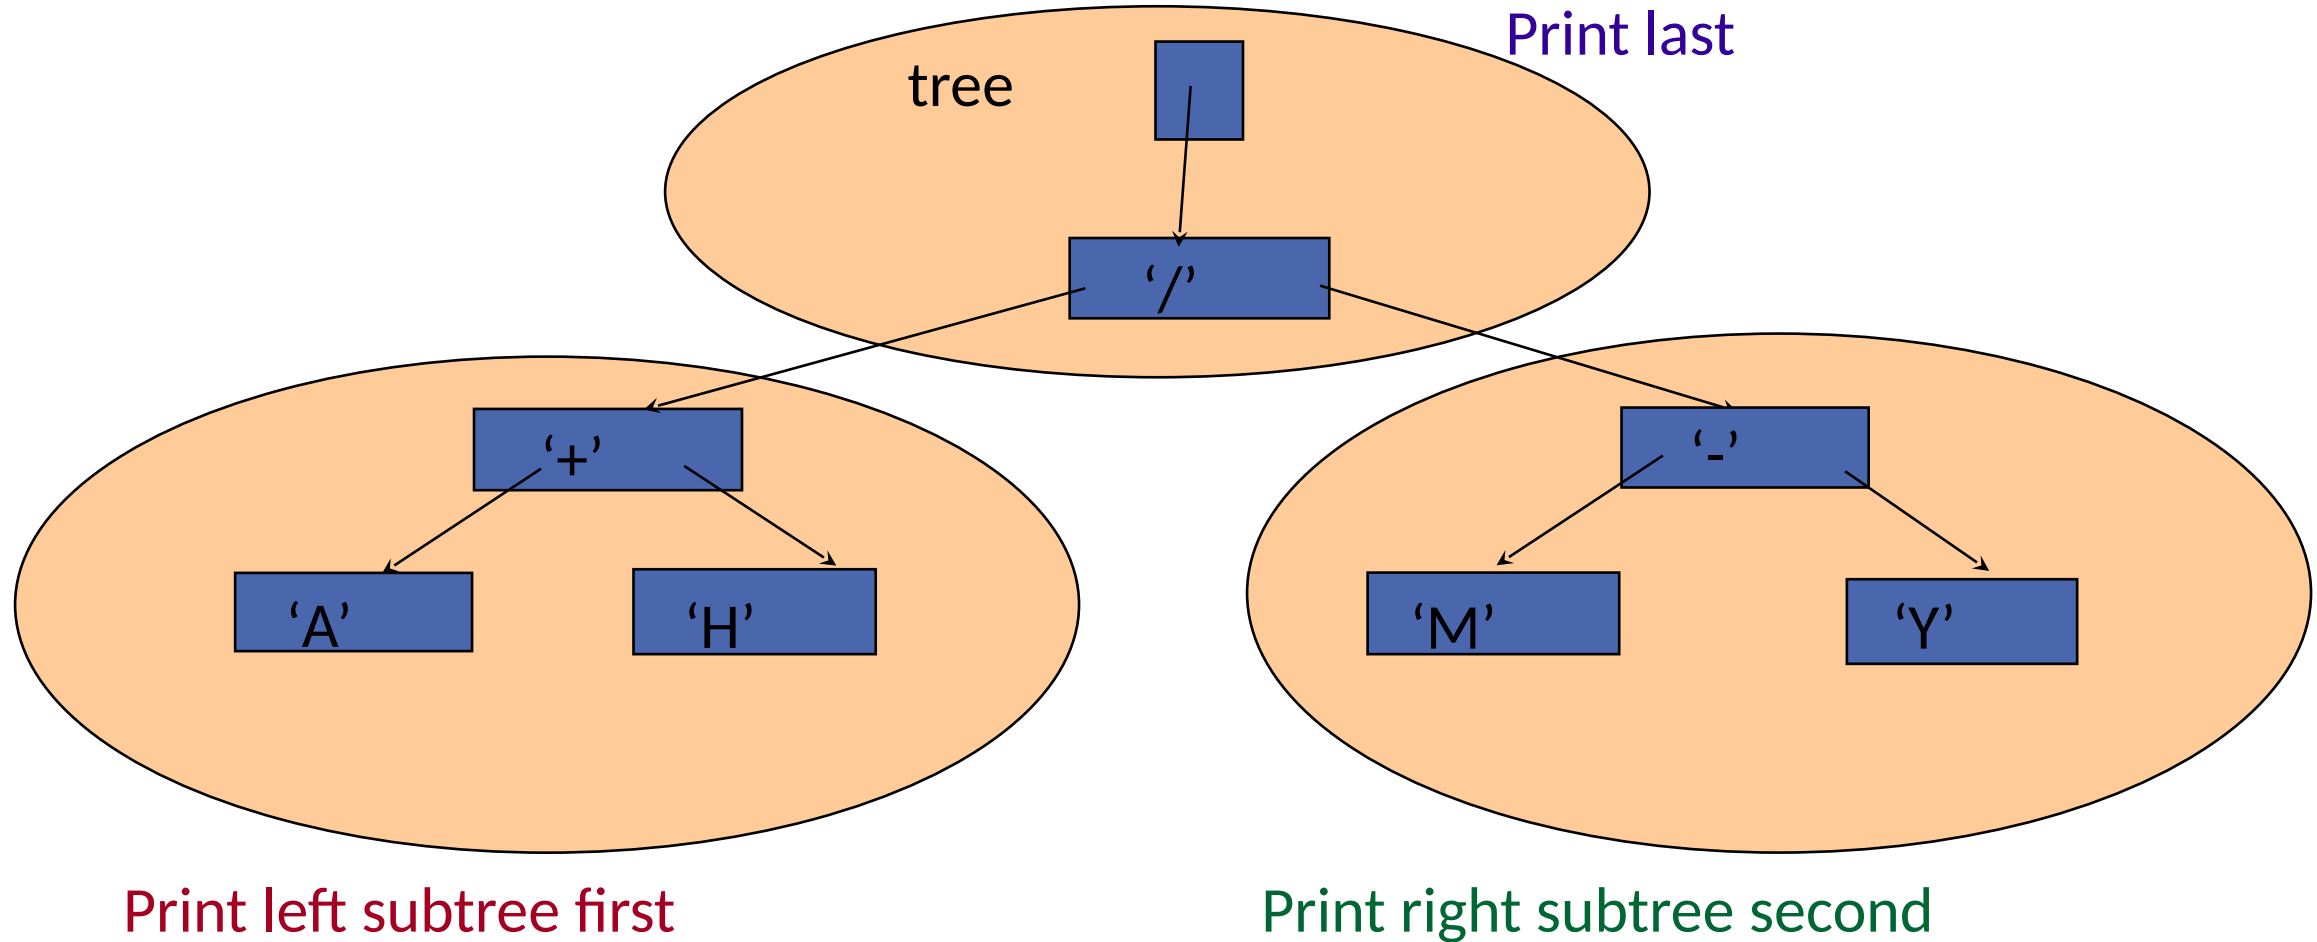 Print last
tree
‘/’
‘+’
‘-’
‘A’
‘H’
‘M’
‘Y’
Print left subtree first
Print right subtree second